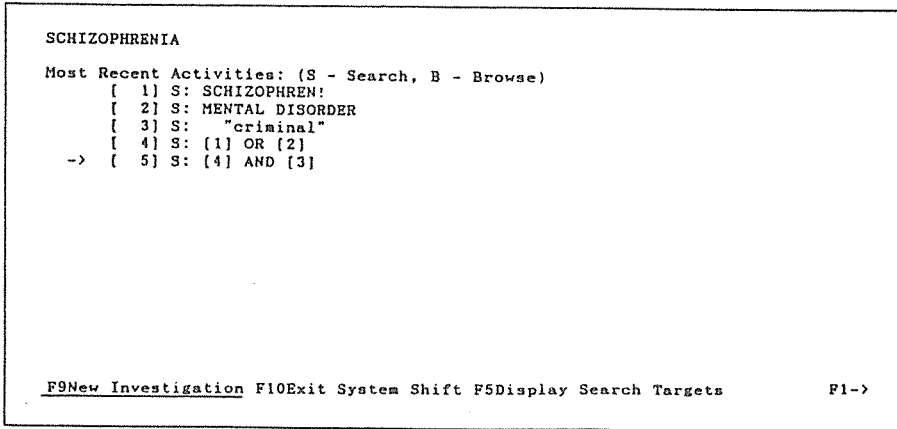 SCHIZOPHRENIA
Most Recent Activities: (S - Search, B - Browse)
[ 1] S: SCHIZOPHREN!
[ 2] S: MENTAL DISORDER
[ 3] S: "criminal"
[ 4] S: [1] OR [2]
-> [ 5] S: [4] AND [3]
F9New Investigation F10Exit System Shift F5Display Search Targets F1->